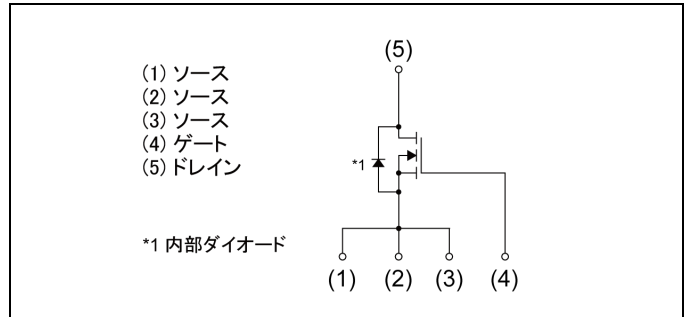 (5)
(1) ソース
(2) ソース
(3) ソース
(4) ゲート
(5) ドレイン
*1
*1 内部ダイオード
(1) (2) (3) (4)